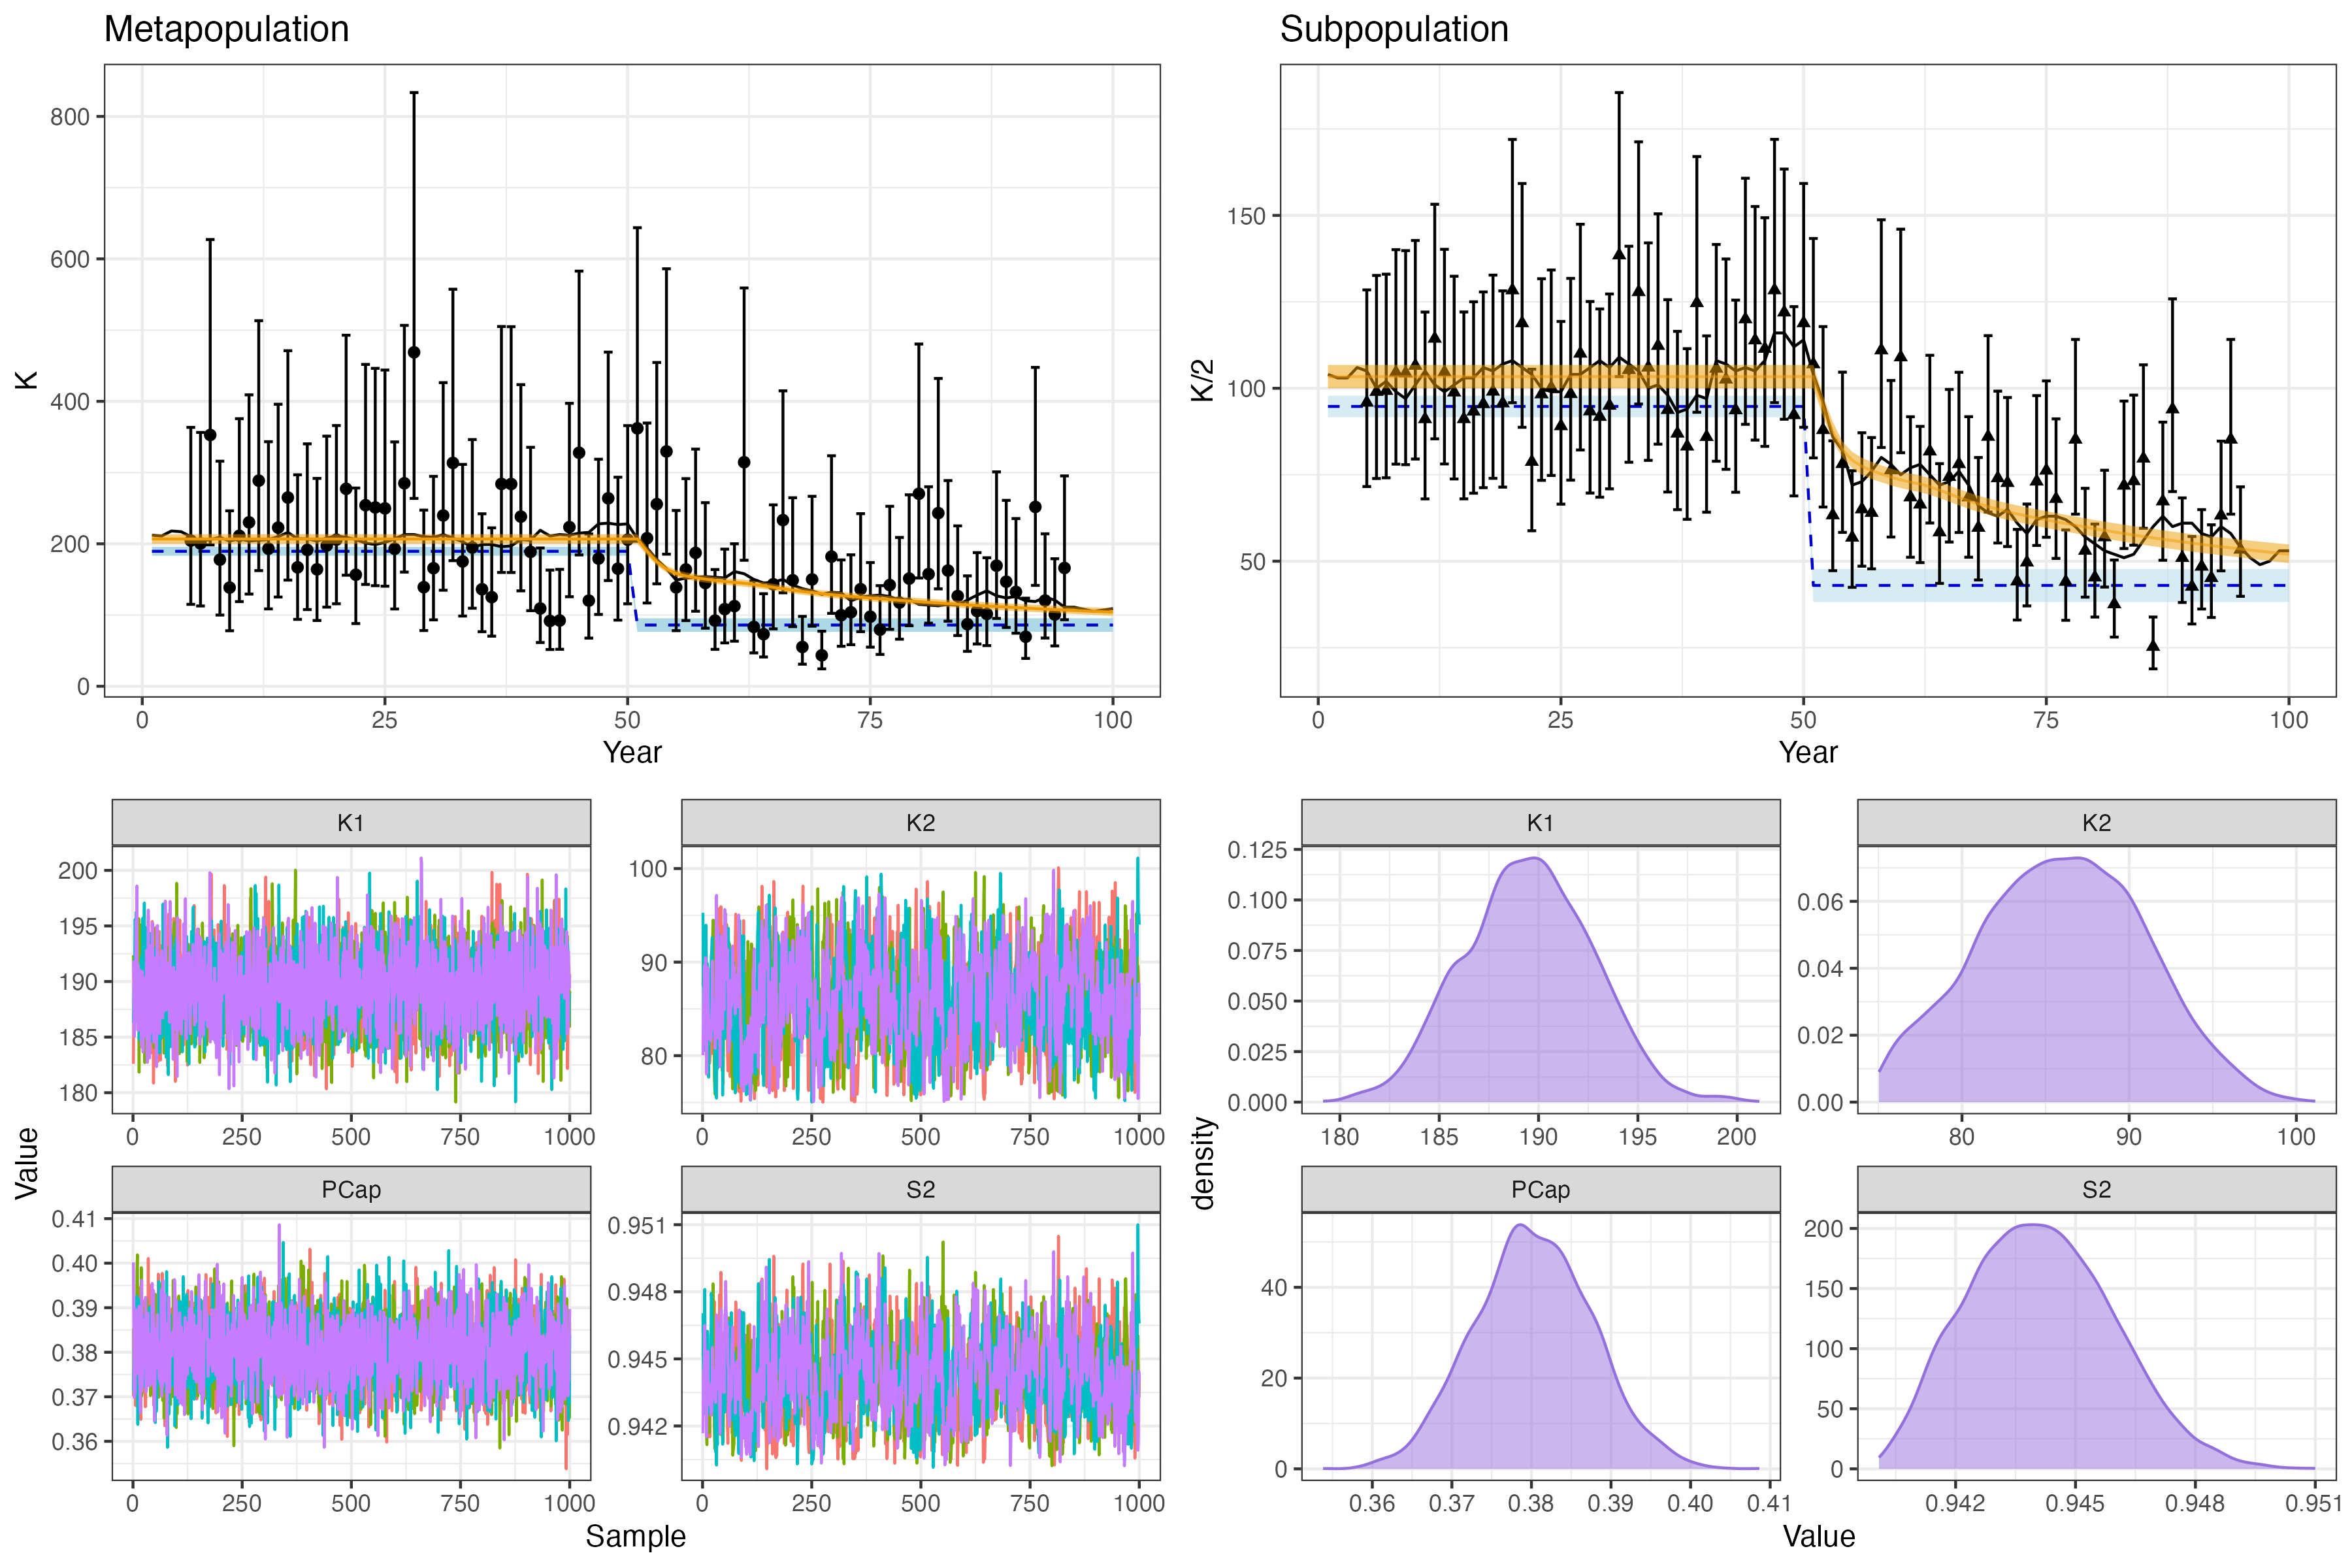 Metapopulation
Subpopulation
K
800
600
400
200
0
0 25 50 75 100
Year
K/2
150
100
50
0 25 50 75 100
Year
K1 K2
200
195
190
185
180
100
90
80
0 250 500 750 1000
0 250 500 750 1000
Value
PCap S2
0.41
0.40
0.39
0.38
0.37
0.36
0.951
0.948
0.945
0.942
0 250 500 750 1000
0 250 500 750 1000
Sample
K1 K2
0.125
0.100
0.075
0.050
0.025
0.000
0.06
0.04
0.02
0.00
180 185 190 195 200
80 90 100
density
PCap S2
40
20
0
200
150
100
50
0
0.36 0.37 0.38 0.39 0.40 0.41
0.942 0.945 0.948 0.951
Value